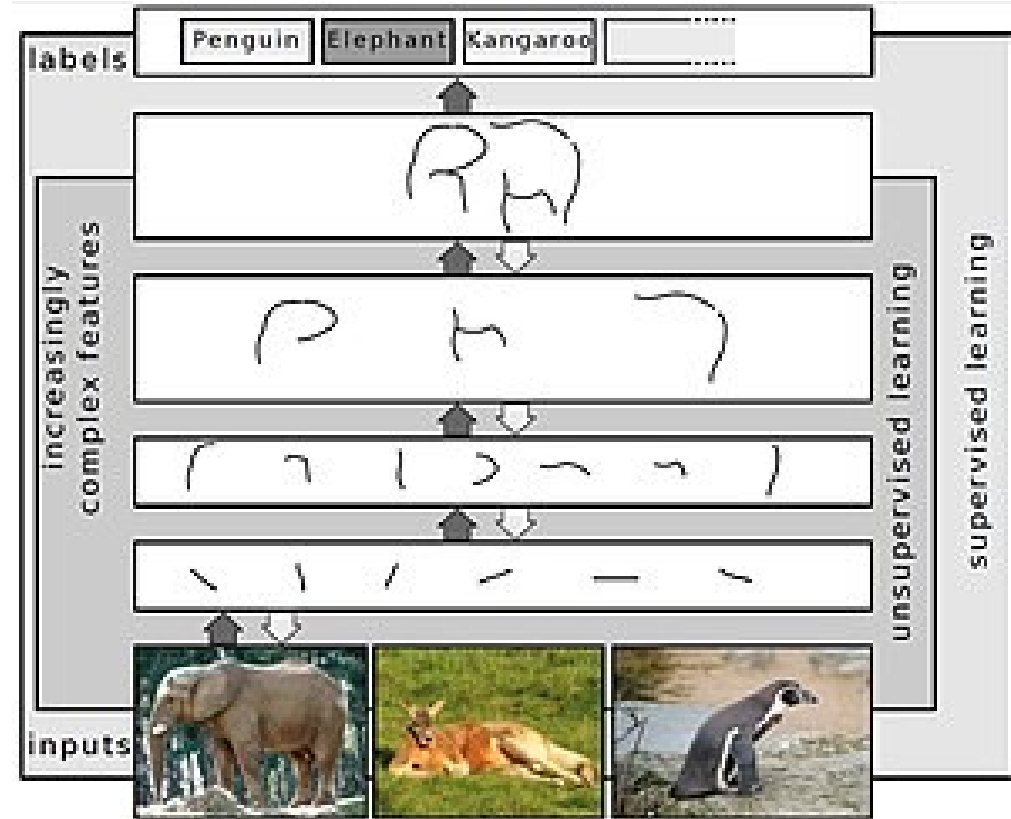 labels
Penguin
Elephant
Kangaroo
increasingly
complex features
unsupervised learning
supervised learning
inputs